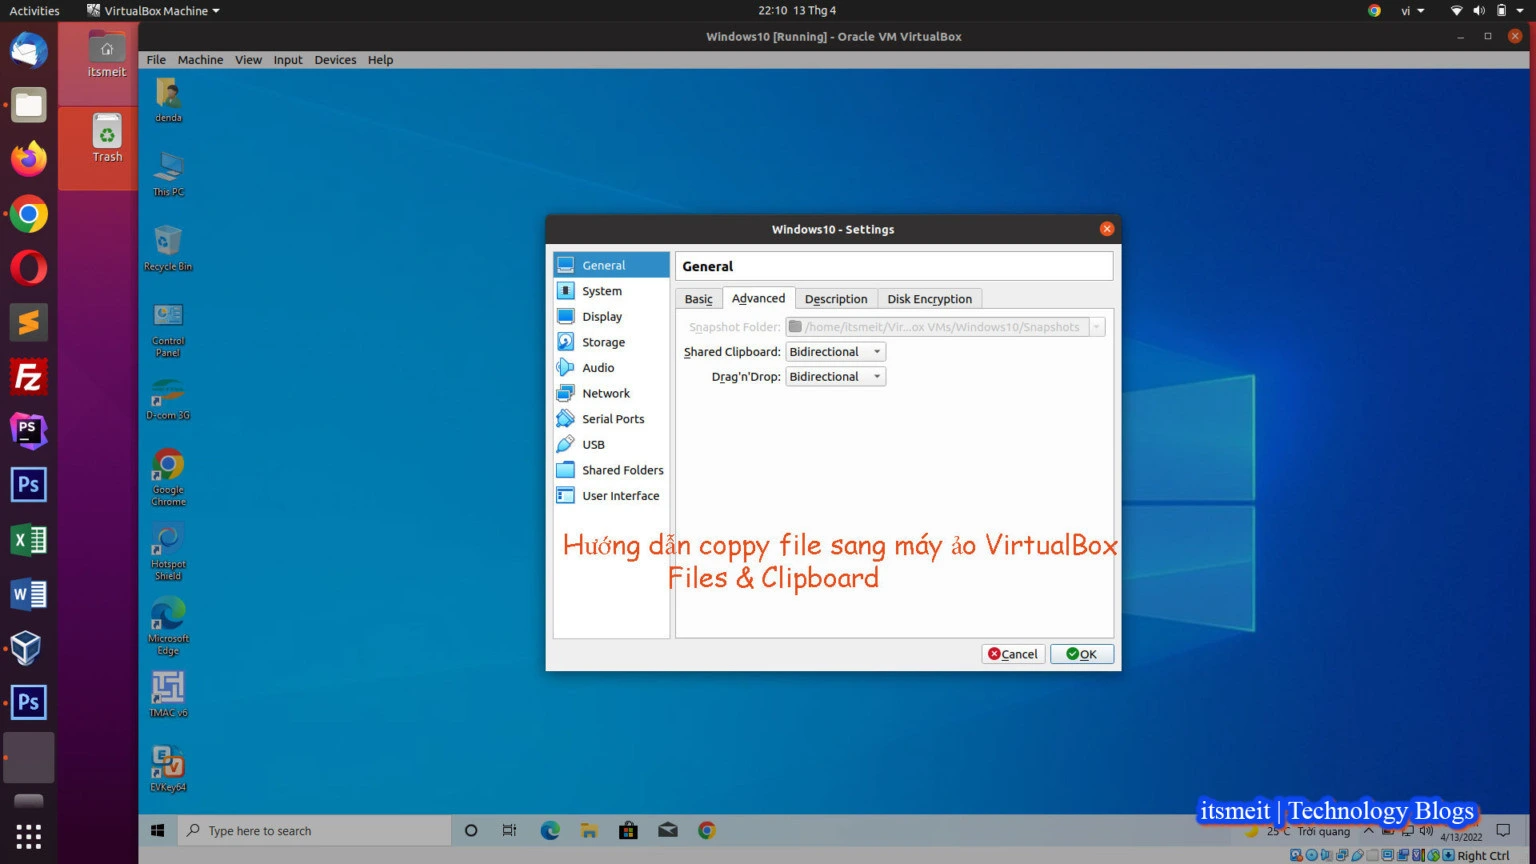 Activities
VirtualBox Machine
22:10 13 Thg 4
vi
Windows10 [Running] - Oracle VM VirtualBox
File Machine View Input Devices Help
itsmeit
Trash
denda
This PC
Recycle Bin
Control
Panel
D-com 3G
Google
Chrome
Hotspot
Shield
Microsoft
Edge
TMAC v6
EVKey64
Windows10 - Settings
General
System
Display
Storage
Audio
Network
Serial Ports
USB
Shared Folders
User Interface
General
Basic Advanced Description Disk Encryption
Snapshot Folder: /home/itsmeit/Vir...ox VMs/Windows10/Snapshots
Shared Clipboard: Bidirectional
Drag'n'Drop: Bidirectional
Hướng dẫn coppy file sang máy ảo VirtualBox
Files & Clipboard
Cancel OK
itsmeit | Technology Blogs
Type here to search
25°C Trời quang
4/13/2022
Right Ctrl
PS
Ps
Ps